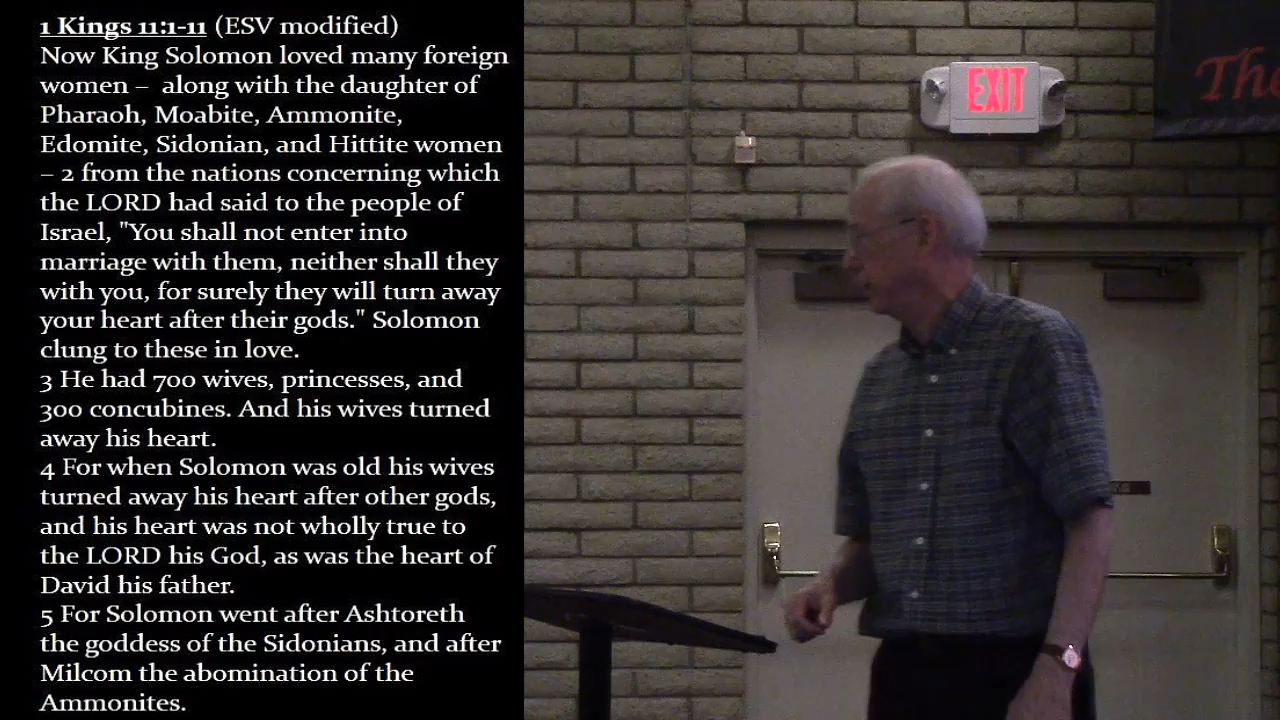 1 Kings 11:1-11 (ESV modified)
Now King Solomon loved many foreign
women – along with the daughter of
Pharaoh, Moabite, Ammonite,
Edomite, Sidonian, and Hittite women
– 2 from the nations concerning which
the LORD had said to the people of
Israel, "You shall not enter into
marriage with them, neither shall they
with you, for surely they will turn away
your heart after their gods." Solomon
clung to these in love.
3 He had 700 wives, princesses, and
300 concubines. And his wives turned
away his heart.
4 For when Solomon was old his wives
turned away his heart after other gods,
and his heart was not wholly true to
the LORD his God, as was the heart of
David his father.
5 For Solomon went after Ashtoreth
the goddess of the Sidonians, and after
Milcom the abomination of the
Ammonites.
EXIT